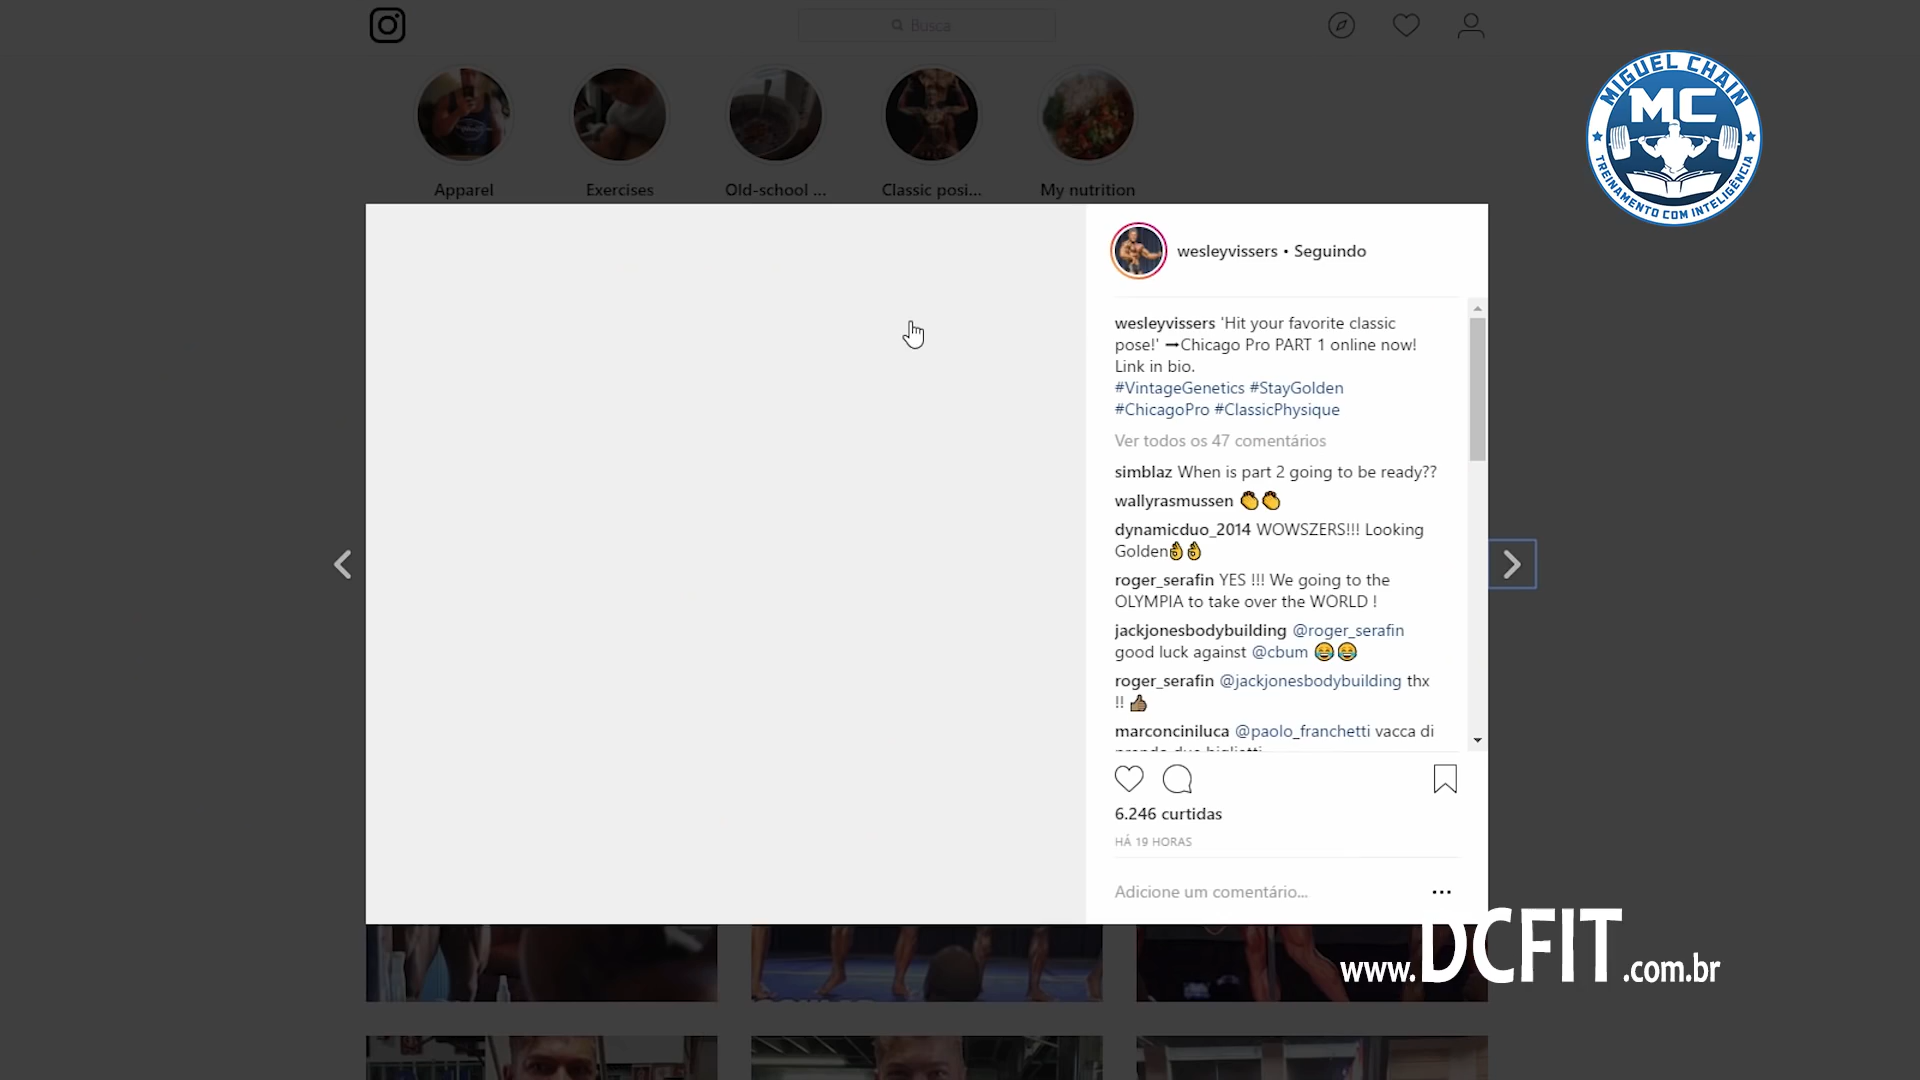 Busca
MIGUEL CHAIN
MC
TREINAMENTO COM INTELIGÊNCIA
Apparel
Exercises
Old-school ...
Classic posi...
My nutrition
wesleyvissers • Seguindo
wesleyvissers 'Hit your favorite classic
pose!' ➞Chicago Pro PART 1 online now!
Link in bio.
#VintageGenetics #StayGolden
#ChicagoPro #ClassicPhysique
Ver todos os 47 comentários
simblaz When is part 2 going to be ready??
wallyrasmussen 👏👏
dynamicduo_2014 WOWSZERS!!! Looking
Golden👌👌
roger_serafin YES !!! We going to the
OLYMPIA to take over the WORLD !
jackjonesbodybuilding @roger_serafin
good luck against @cbum 😂😂
roger_serafin @jackjonesbodybuilding thx
!! 👍🏽
marconciniluca @paolo_franchetti vacca di
6.246 curtidas
HÁ 19 HORAS
Adicione um comentário...
www.DCFIT.com.br